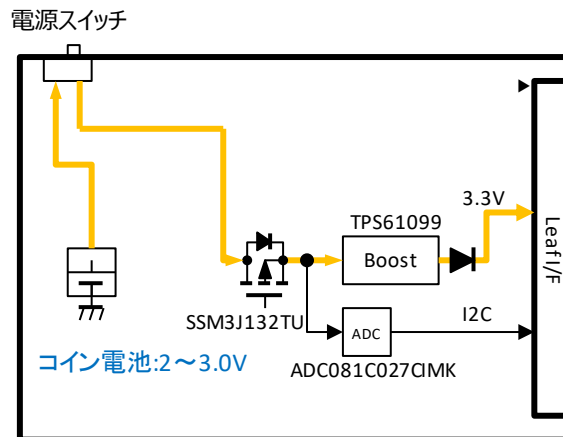 電源スイッチ
3.3V
TPS61099
Boost
Leaf I/F
SSM3J132TU
I2C
ADC
コイン電池:2～3.0V
ADC081C027CIMK